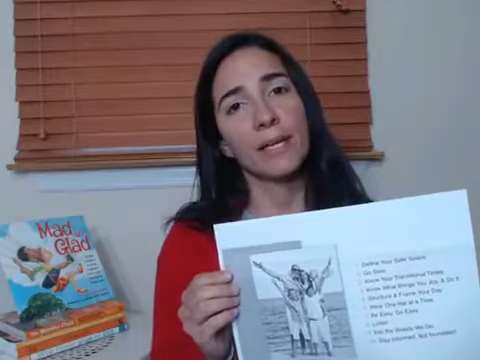 Mad to
Glad
Define Your Safe Space
Go Slow
Know Your Transitional Times
Know What Brings You Joy & Do It
Structure & Frame Your Day
Wear One Hat at a Time
Be Easy Go Easy
Listen
Into the Weeds We Go
Stay Informed, Not Inundated